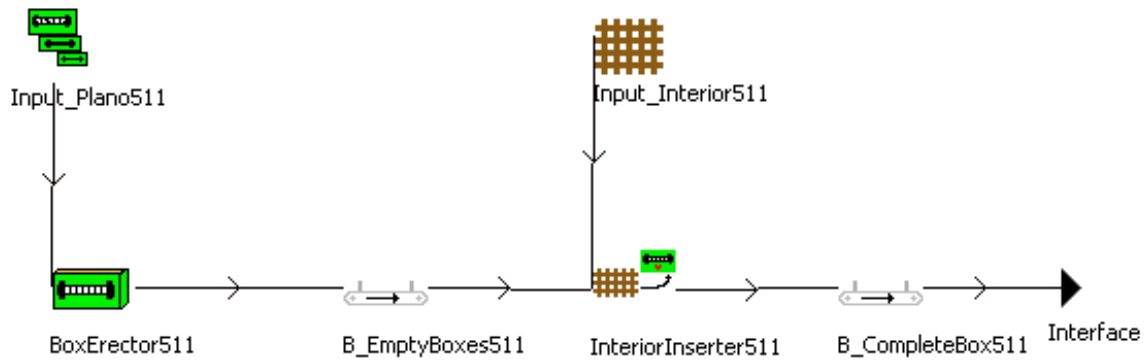 Input_Plano511
Input_Interior511
BoxErector511
B_EmptyBoxes511
InteriorInserter511
B_CompleteBox511
Interface